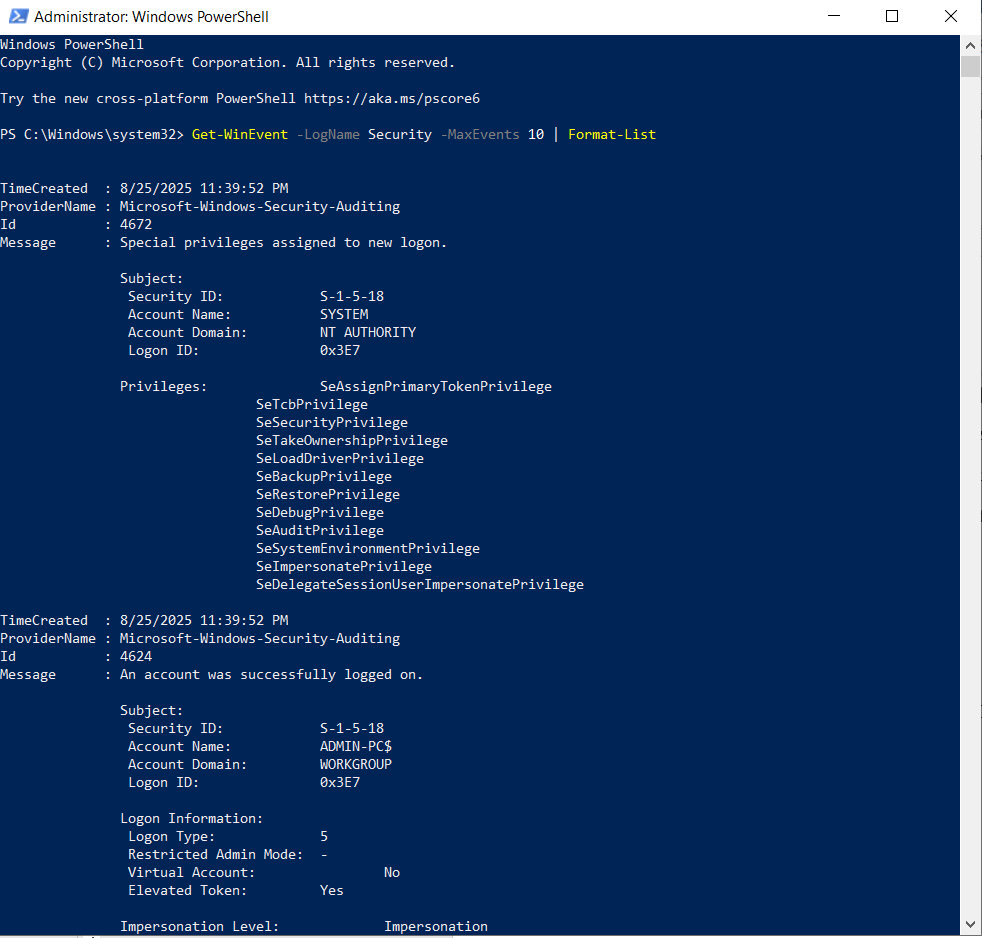 Administrator: Windows PowerShell
Windows PowerShell
Copyright (C) Microsoft Corporation. All rights reserved.
Try the new cross-platform PowerShell https://aka.ms/pscore6
PS C:\Windows\system32> Get-WinEvent -LogName Security -MaxEvents 10 | Format-List
TimeCreated  : 8/25/2025 11:39:52 PM
ProviderName : Microsoft-Windows-Security-Auditing
Id           : 4672
Message      : Special privileges assigned to new logon.
Subject:
Security ID: S-1-5-18
Account Name: SYSTEM
Account Domain: NT AUTHORITY
Logon ID: 0x3E7
Privileges: SeAssignPrimaryTokenPrivilege
SeTcbPrivilege
SeSecurityPrivilege
SeTakeOwnershipPrivilege
SeLoadDriverPrivilege
SeBackupPrivilege
SeRestorePrivilege
SeDebugPrivilege
SeAuditPrivilege
SeSystemEnvironmentPrivilege
SeImpersonatePrivilege
SeDelegateSessionUserImpersonatePrivilege
TimeCreated  : 8/25/2025 11:39:52 PM
ProviderName : Microsoft-Windows-Security-Auditing
Id           : 4624
Message      : An account was successfully logged on.
Subject:
Security ID: S-1-5-18
Account Name: ADMIN-PC$
Account Domain: WORKGROUP
Logon ID: 0x3E7
Logon Information:
Logon Type: 5
Restricted Admin Mode: -
Virtual Account: No
Elevated Token: Yes
Impersonation Level: Impersonation